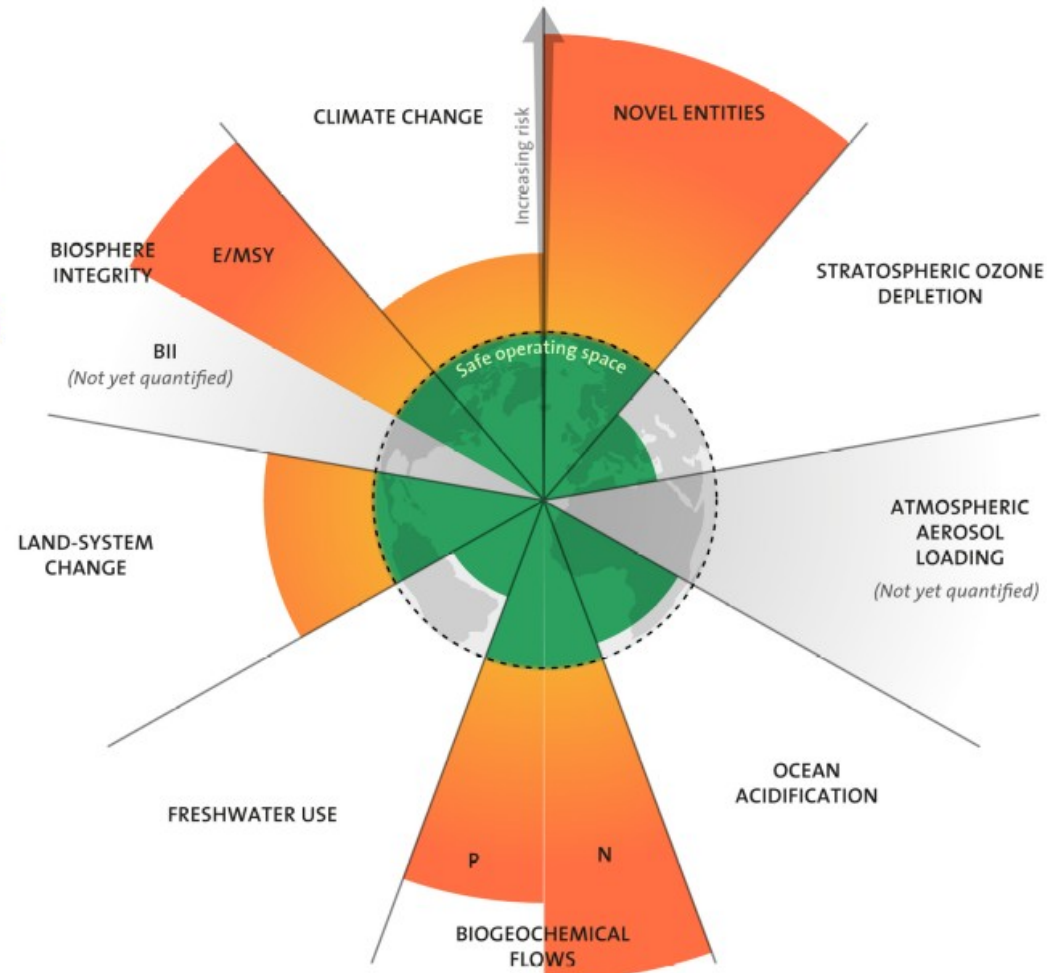 CLIMATE CHANGE
Increasing risk
NOVEL ENTITIES
STRATOSPHERIC OZONE
DEPLETION
ATMOSPHERIC
AEROSOL
LOADING
(Not yet quantified)
OCEAN
ACIDIFICATION
N
P
BIOGEOCHEMICAL
FLOWS
FRESHWATER USE
LAND-SYSTEM
CHANGE
BII
(Not yet quantified)
BIOSPHERE
INTEGRITY
E/MSY
Safe operating space